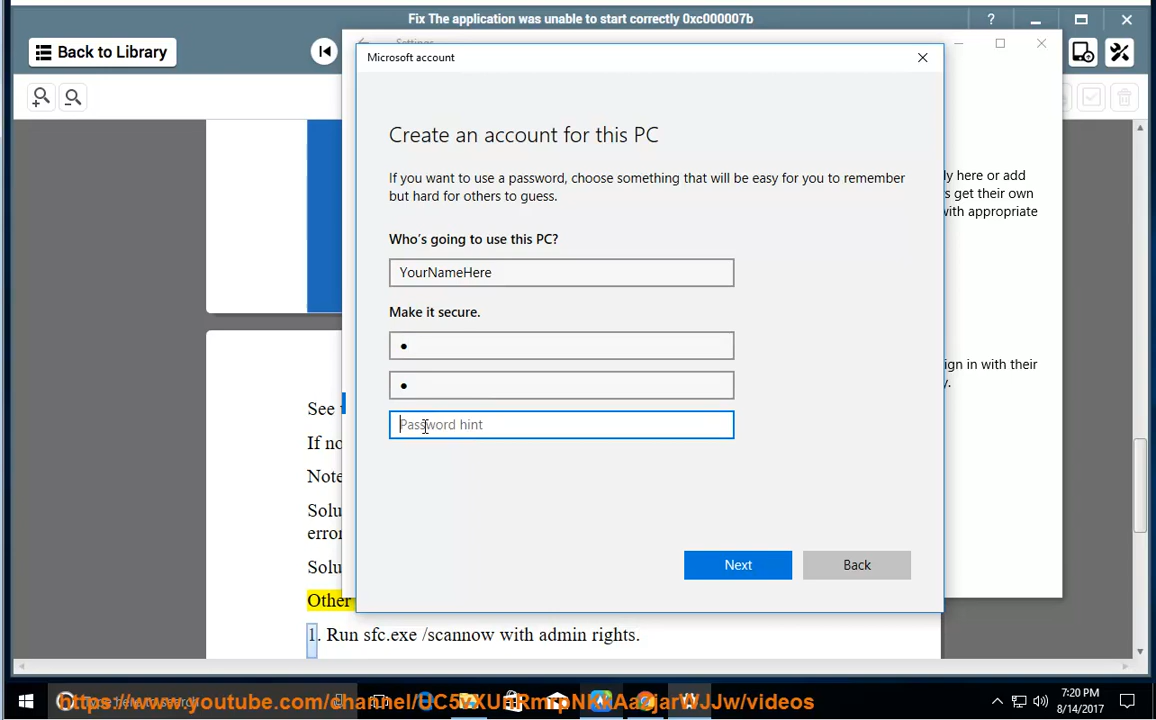 Fix The application was unable to start correctly 0xc000007b
Back to Library
Microsoft account
Create an account for this PC
If you want to use a password, choose something that will be easy for you to remember
but hard for others to guess.
Who's going to use this PC?
YourNameHere
Make it secure.
Password hint
Next
Back
here or add
get their own
with appropriate
sign in with their
See
If no
Note
Solu
error
Solu
Other
1. Run sfc.exe /scannow with admin rights.
7:20 PM
8/14/2017